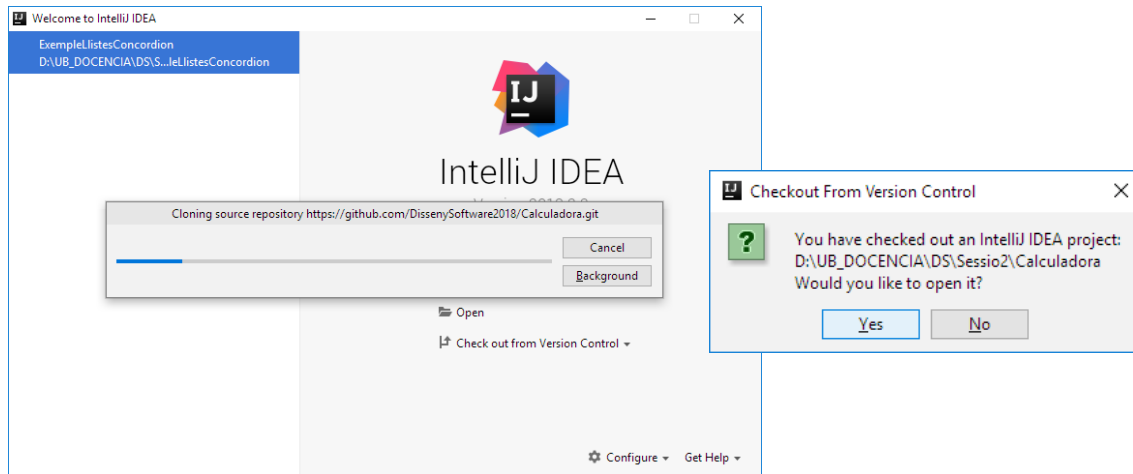 Welcome to IntelliJ IDEA
ExempleLlistesConcordion
D:\UB_DOCENCIA\DS\S...leLlistesConcordion
IJ
IntelliJ IDEA
Cloning source repository https://github.com/DissenySoftware2018/Calculadora.git
Cancel
Background
Open
Check out from Version Control
Configure
Get Help
Checkout From Version Control
You have checked out an IntelliJ IDEA project:
D:\UB_DOCENCIA\DS\Sessio2\Calculadora
Would you like to open it?
Yes
No